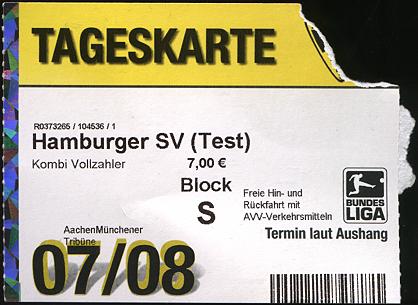 TAGESKARTE
R0373265 / 104536 / 1
Hamburger SV (Test)
Kombi Vollzahler 7,00 €
Block
S
Freie Hin- und
Rückfahrt mit
AVV-Verkehrsmitteln
BUNDES
LIGA
Termin laut Aushang
AachenMünchener
Tribüne
07/08